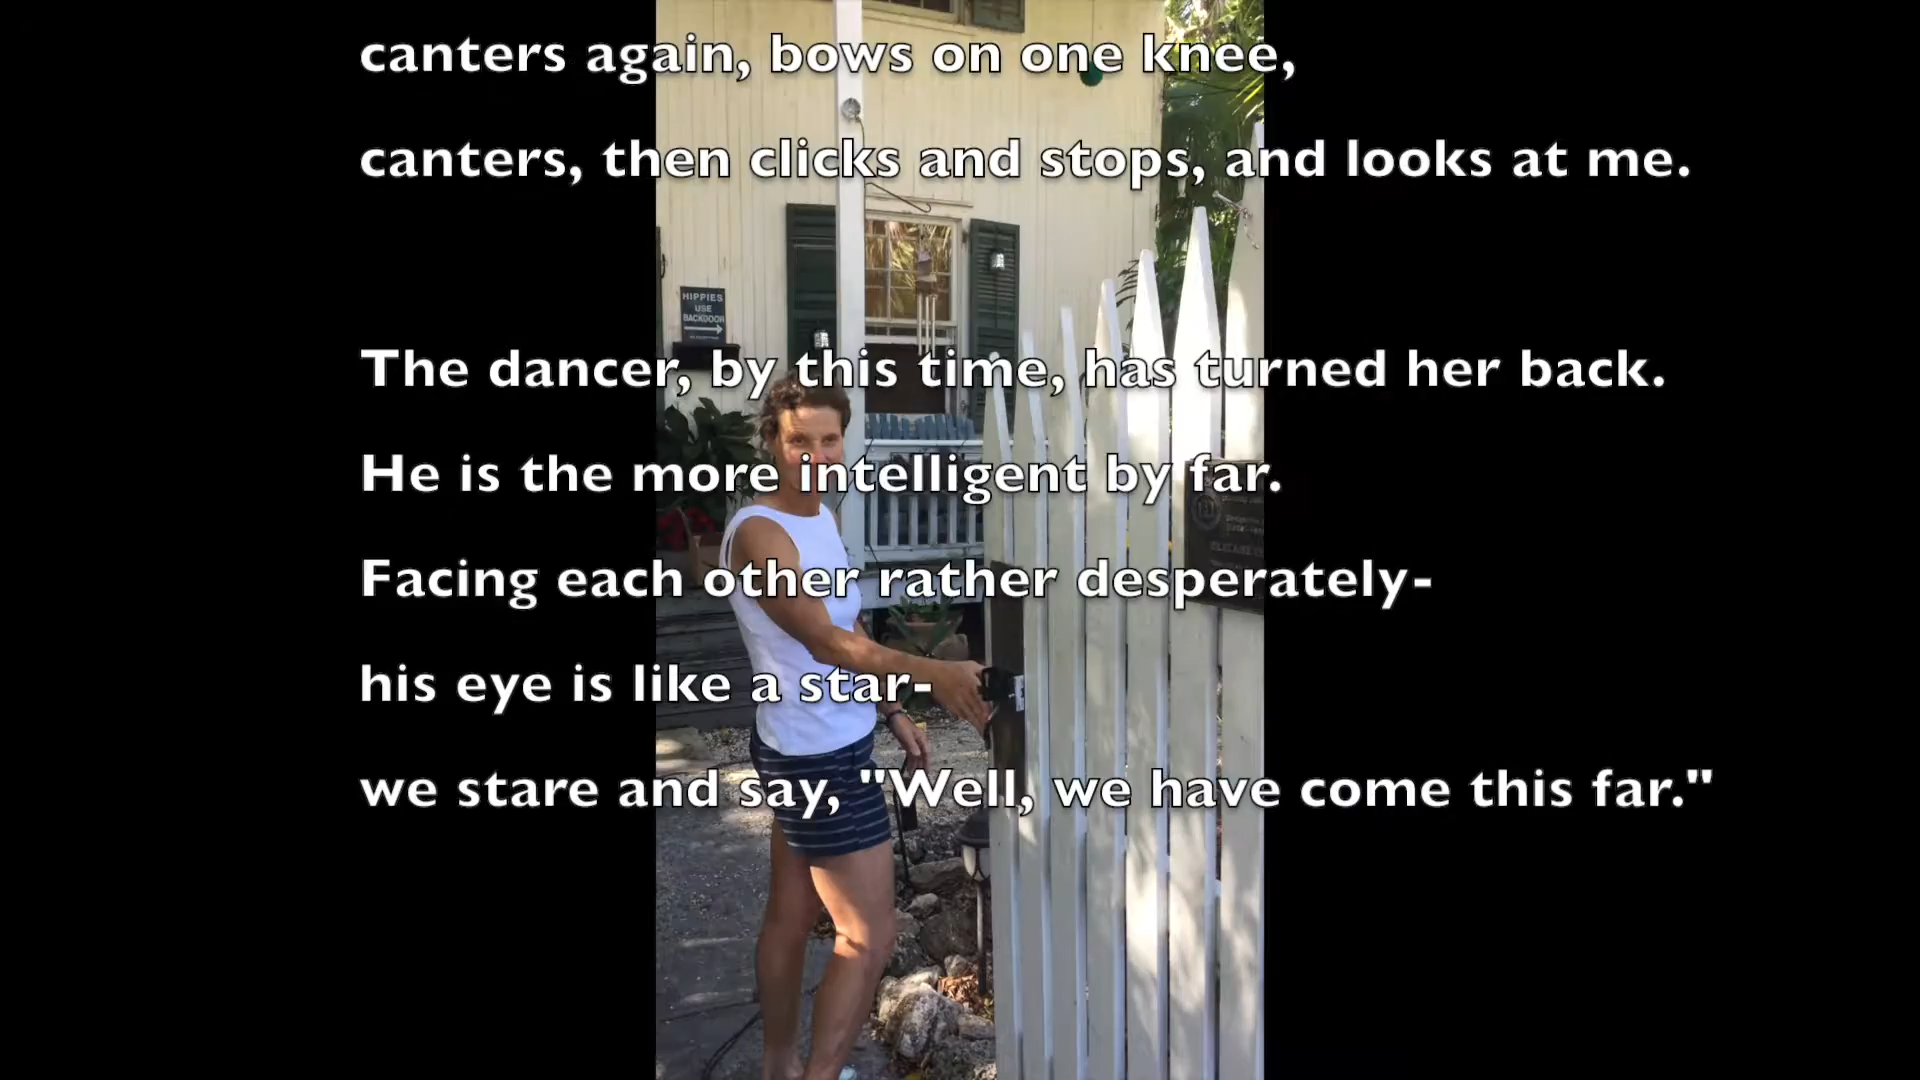 canters again, bows on one knee,
canters, then clicks and stops, and looks at me.
HIPPIES
USE
BACKDOOR
The dancer, by this time, has turned her back.
He is the more intelligent by far.
Facing each other rather desperately-
his eye is like a star-
we stare and say, "Well, we have come this far."